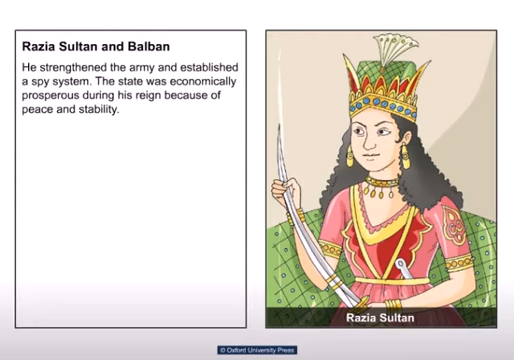 Razia Sultan and Balban
He strengthened the army and established
a spy system. The state was economically
prosperous during his reign because of
peace and stability.
Razia Sultan
© Oxford University Press